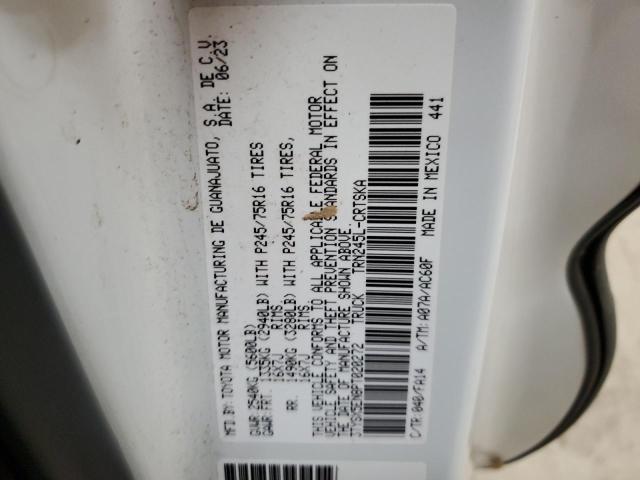 MFT.BY: TOYOTA MOTOR MANUFACTURING DE GUANAJUATO, S.A. DE C.V.
DATE: 06/23
GVWR 2540KG (5600LB)
GAWR FRT. 1335KG (2940LB) WITH P245/75R16 TIRES
16X7J RIMS
RR. 1490KG (3280LB) WITH P245/75R16 TIRES,
16X7J RIMS
THIS VEHICLE CONFORMS TO ALL APPLICABLE FEDERAL MOTOR
VEHICLE SAFETY AND THEFT PREVENTION STANDARDS IN EFFECT ON
THE DATE OF MANUFACTURE SHOWN ABOVE.
TRUCK TRN245L-CRTSKA
C/TR: 040/FA14 A/TM: A07A/AC60F MADE IN MEXICO 441